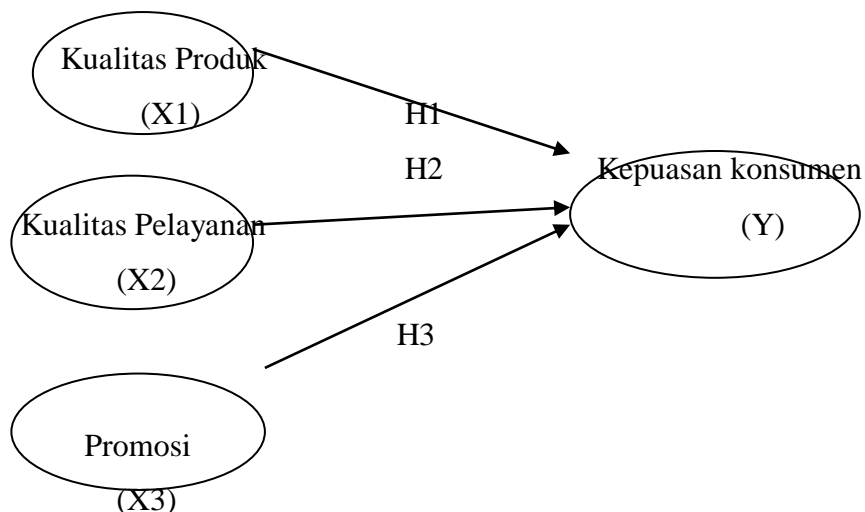 Kualitas Produk
(X1)
H1
H2
Kepuasan konsumen
(Y)
Kualitas Pelayanan
(X2)
H3
Promosi
(X3)